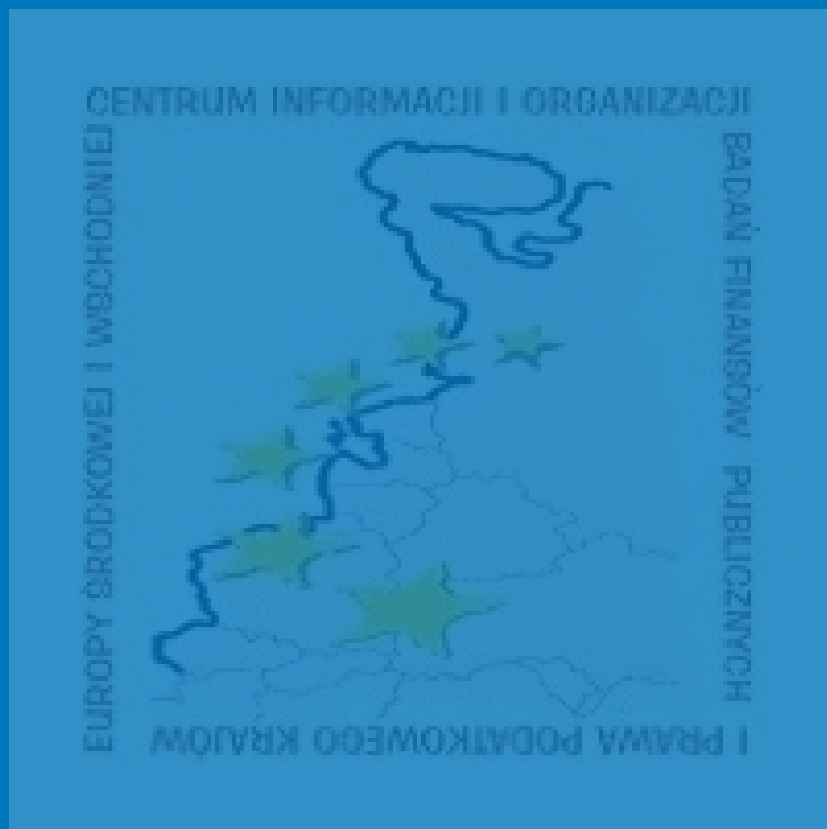 CENTRUM INFORMACJI I ORGANIZACJI
BADAŃ FINANSÓW PUBLICZNYCH
I PRAWA PODATKOWEGO KRAJÓW
EUROPY ŚRODKOWEJ I WSCHODNIEJ